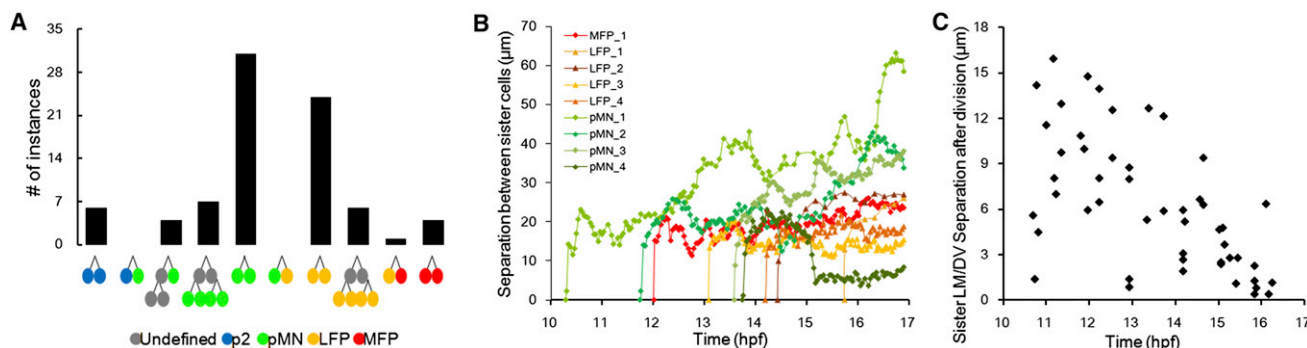 A
# of instances
35
28
21
14
7
0
Undefined p2 pMN LFP MFP
B
Separation between sister cells (µm)
70
60
50
40
30
20
10
0
MFP_1
LFP_1
LFP_2
LFP_3
LFP_4
pMN_1
pMN_2
pMN_3
pMN_4
10 11 12 13 14 15 16 17
Time (hpf)
C
Sister LM/DV Separation after division (µm)
18
15
12
9
6
3
0
10 11 12 13 14 15 16 17
Time (hpf)